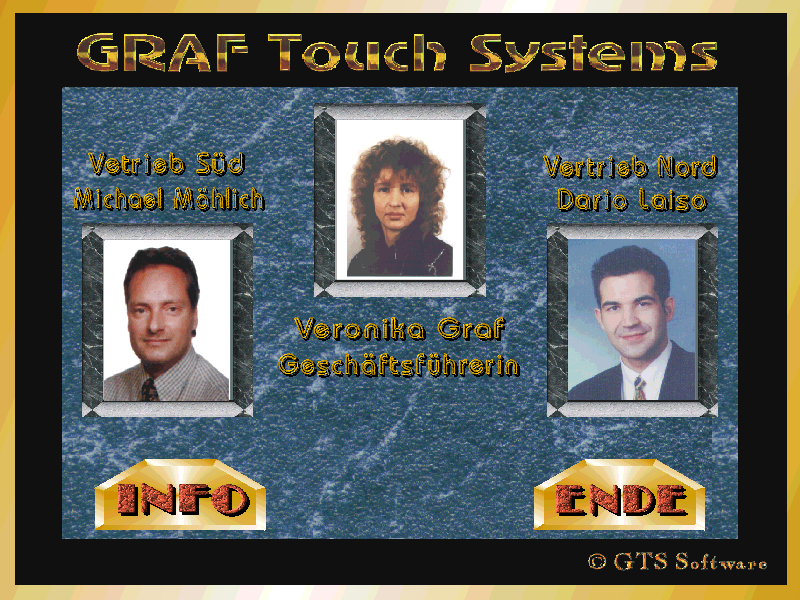 GRAF Touch Systems
Vetrieb Süd
Michael Möhlich
Vertrieb Nord
Dario Laiso
Veronika Graf
Geschäftsführerin
INFO
ENDE
© GTS Software